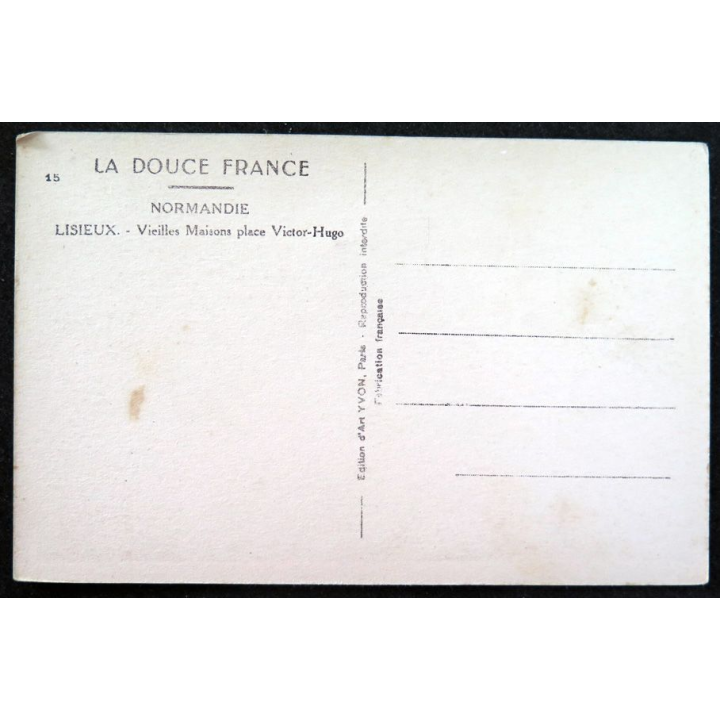 15
LA DOUCE FRANCE
NORMANDIE
LISIEUX. - Vieilles Maisons place Victor-Hugo
Edition d'Art YVON, Paris - Reproduction interdite
Fabrication française